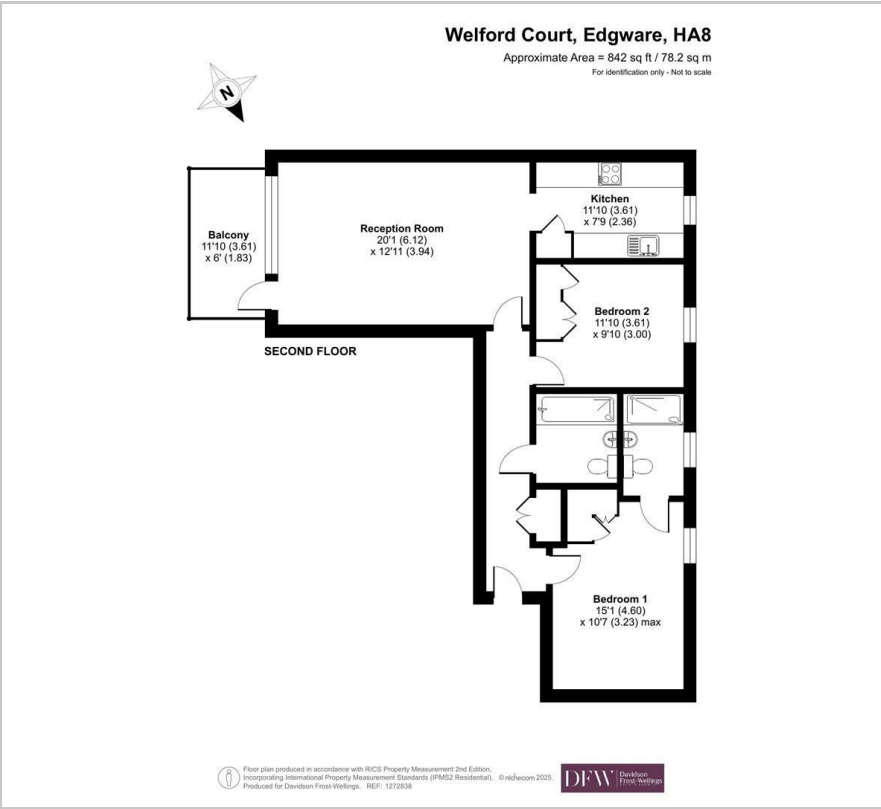 Welford Court, Edgware, HA8
Approximate Area = 842 sq ft / 78.2 sq m
For identification only - Not to scale
N
Kitchen
11'10 (3.61)
x 7'9 (2.36)
Reception Room
20'1 (6.12)
x 12'11 (3.94)
Balcony
11'10 (3.61)
x 6' (1.83)
Bedroom 2
11'10 (3.61)
x 9'10 (3.00)
SECOND FLOOR
Bedroom 1
15'1 (4.60)
x 10'7 (3.23) max
Floor plan produced in accordance with RICS Property Measurement 2nd Edition,
Incorporating International Property Measurement Standards (IPMS2 Residential). © nichecom 2025.
Produced for Davidson Frost-Wellings. REF: 1272838
DFW
Davidson
Frost-Wellings